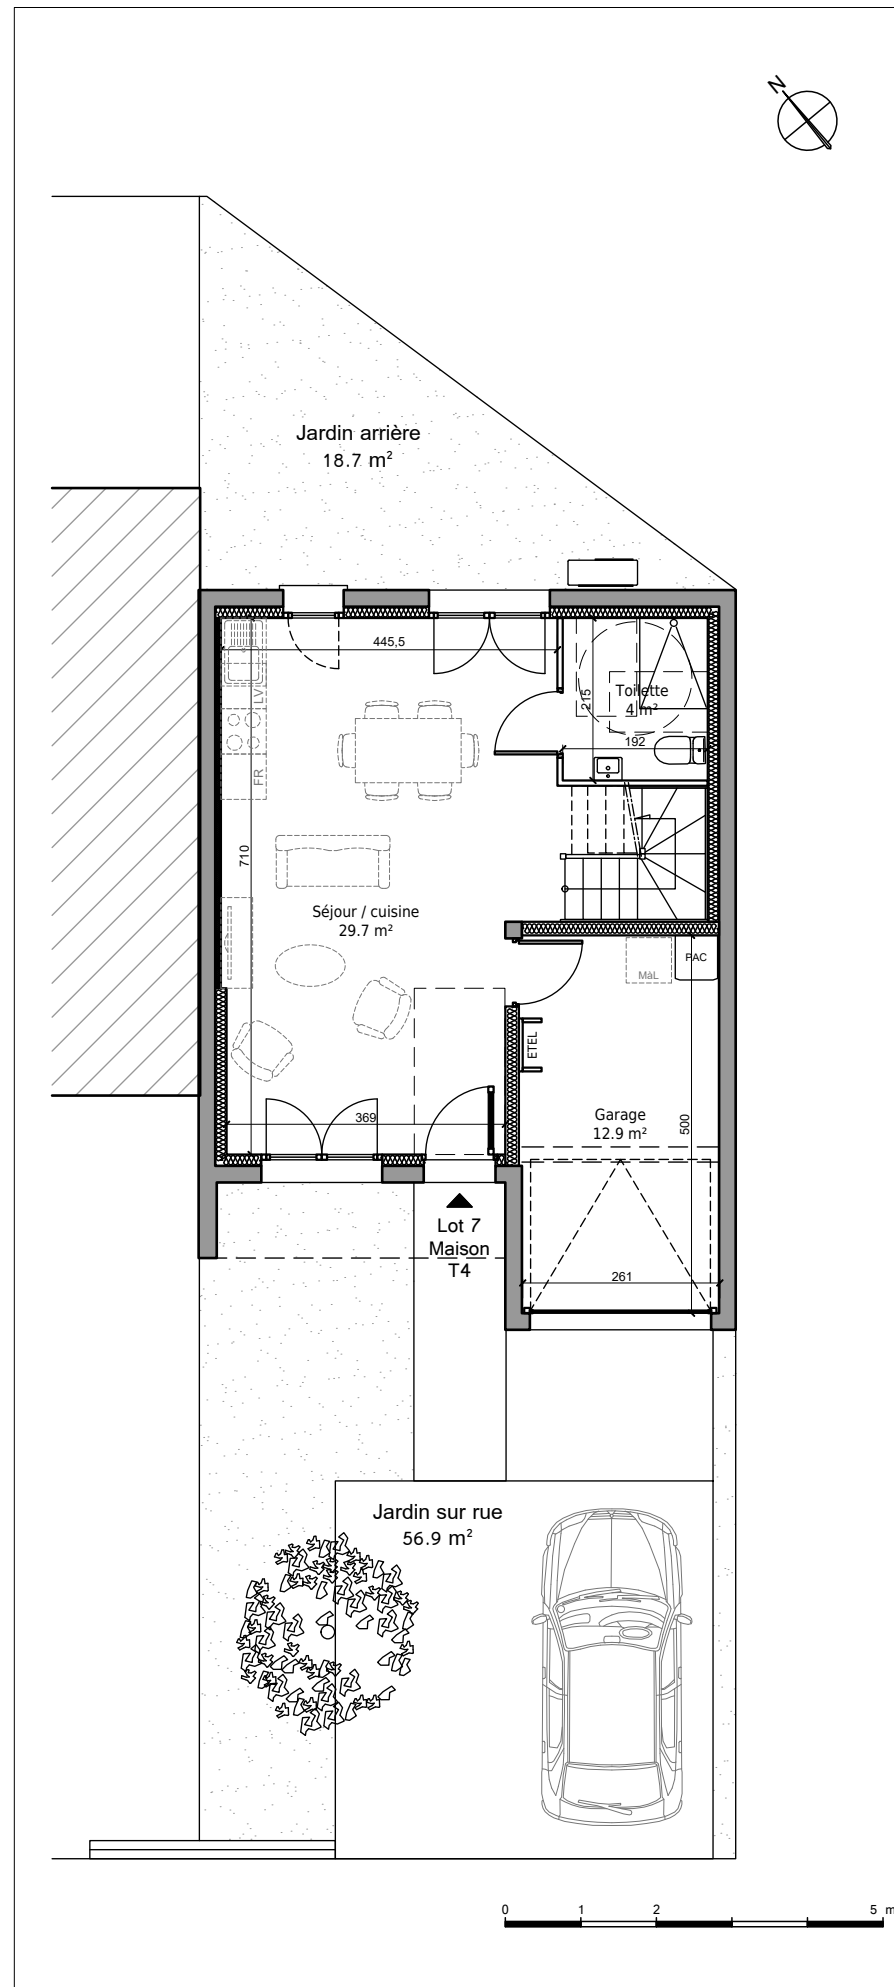 N
Jardin arrière
18.7 m²
445,5
LV
FR
215
Toilette
4 m²
192
710
Séjour / cuisine
29.7 m²
MàL
PAC
ETEL
Garage
12.9 m²
500
369
Lot 7
Maison
T4
261
Jardin sur rue
56.9 m²
0 1 2 5 m